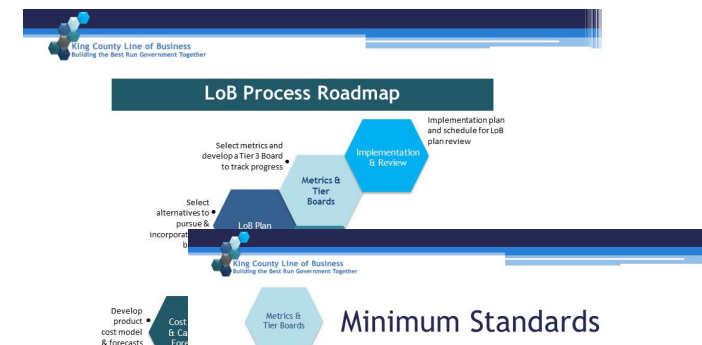 King County Line of Business
Building the Best Run Government Together
LoB Process Roadmap
Implementation plan
and schedule for LoB
plan review
Implementation
& Review
Select metrics and
develop a Tier 3 Board
to track progress
Metrics &
Tier
Boards
Select
alternatives to
pursue &
LoB Plan
King County Line of Business
Building the Best Run Government Together
Develop
product
cost model
& forecasts
Cost
&
Metrics &
Tier Boards
Minimum Standards